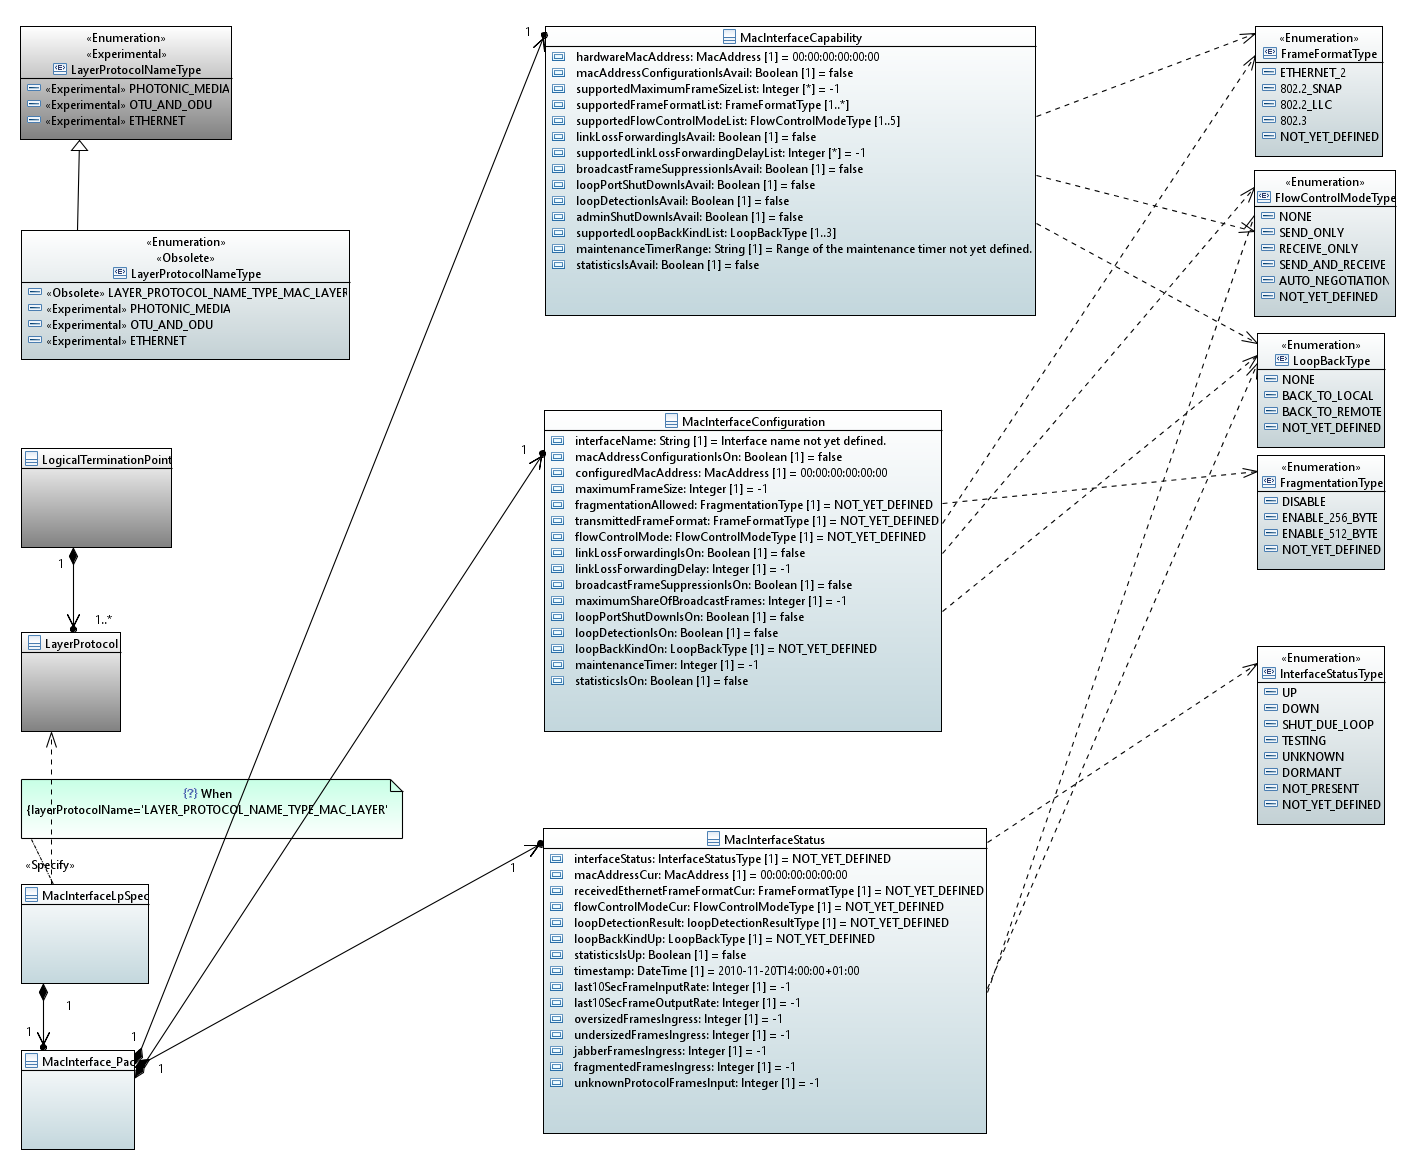 «Enumeration»
«Experimental»
LayerProtocolNameType
«Experimental» PHOTONIC_MEDIA
«Experimental» OTU_AND_ODU
«Experimental» ETHERNET
«Enumeration»
«Obsolete»
LayerProtocolNameType
«Obsolete» LAYER_PROTOCOL_NAME_TYPE_MAC_LAYER
«Experimental» PHOTONIC_MEDIA
«Experimental» OTU_AND_ODU
«Experimental» ETHERNET
LogicalTerminationPoint
1
1..*
LayerProtocol
{?} When
{layerProtocolName='LAYER_PROTOCOL_NAME_TYPE_MAC_LAYER'
«Specify»
MacInterfaceLpSpec
1
1
MacInterface_Pac
1
1
1
MacInterfaceCapability
hardwareMacAddress: MacAddress [1] = 00:00:00:00:00:00
macAddressConfigurationIsAvail: Boolean [1] = false
supportedMaximumFrameSizeList: Integer [*] = -1
supportedFrameFormatList: FrameFormatType [1..*]
supportedFlowControlModeList: FlowControlModeType [1..5]
linkLossForwardingIsAvail: Boolean [1] = false
supportedLinkLossForwardingDelayList: Integer [*] = -1
broadcastFrameSuppressionIsAvail: Boolean [1] = false
loopPortShutDownIsAvail: Boolean [1] = false
loopDetectionIsAvail: Boolean [1] = false
adminShutDownIsAvail: Boolean [1] = false
supportedLoopBackKindList: LoopBackType [1..3]
maintenanceTimerRange: String [1] = Range of the maintenance timer not yet defined.
statisticsIsAvail: Boolean [1] = false
1
MacInterfaceConfiguration
interfaceName: String [1] = Interface name not yet defined.
macAddressConfigurationIsOn: Boolean [1] = false
configuredMacAddress: MacAddress [1] = 00:00:00:00:00:00
maximumFrameSize: Integer [1] = -1
fragmentationAllowed: FragmentationType [1] = NOT_YET_DEFINED
transmittedFrameFormat: FrameFormatType [1] = NOT_YET_DEFINED
flowControlMode: FlowControlModeType [1] = NOT_YET_DEFINED
linkLossForwardingIsOn: Boolean [1] = false
linkLossForwardingDelay: Integer [1] = -1
broadcastFrameSuppressionIsOn: Boolean [1] = false
maximumShareOfBroadcastFrames: Integer [1] = -1
loopPortShutDownIsOn: Boolean [1] = false
loopDetectionIsOn: Boolean [1] = false
loopBackKindOn: LoopBackType [1] = NOT_YET_DEFINED
maintenanceTimer: Integer [1] = -1
statisticsIsOn: Boolean [1] = false
1
MacInterfaceStatus
interfaceStatus: InterfaceStatusType [1] = NOT_YET_DEFINED
macAddressCur: MacAddress [1] = 00:00:00:00:00:00
receivedEthernetFrameFormatCur: FrameFormatType [1] = NOT_YET_DEFINED
flowControlModeCur: FlowControlModeType [1] = NOT_YET_DEFINED
loopDetectionResult: loopDetectionResultType [1] = NOT_YET_DEFINED
loopBackKindUp: LoopBackType [1] = NOT_YET_DEFINED
statisticsIsUp: Boolean [1] = false
timestamp: DateTime [1] = 2010-11-20T14:00:00+01:00
last10SecFrameInputRate: Integer [1] = -1
last10SecFrameOutputRate: Integer [1] = -1
oversizedFramesIngress: Integer [1] = -1
undersizedFramesIngress: Integer [1] = -1
jabberFramesIngress: Integer [1] = -1
fragmentedFramesIngress: Integer [1] = -1
unknownProtocolFramesInput: Integer [1] = -1
«Enumeration»
FrameFormatType
ETHERNET_2
802.2_SNAP
802.2_LLC
802.3
NOT_YET_DEFINED
«Enumeration»
FlowControlModeType
NONE
SEND_ONLY
RECEIVE_ONLY
SEND_AND_RECEIVE
AUTO_NEGOTIATION
NOT_YET_DEFINED
«Enumeration»
LoopBackType
NONE
BACK_TO_LOCAL
BACK_TO_REMOTE
NOT_YET_DEFINED
«Enumeration»
FragmentationType
DISABLE
ENABLE_256_BYTE
ENABLE_512_BYTE
NOT_YET_DEFINED
«Enumeration»
InterfaceStatusType
UP
DOWN
SHUT_DUE_LOOP
TESTING
UNKNOWN
DORMANT
NOT_PRESENT
NOT_YET_DEFINED